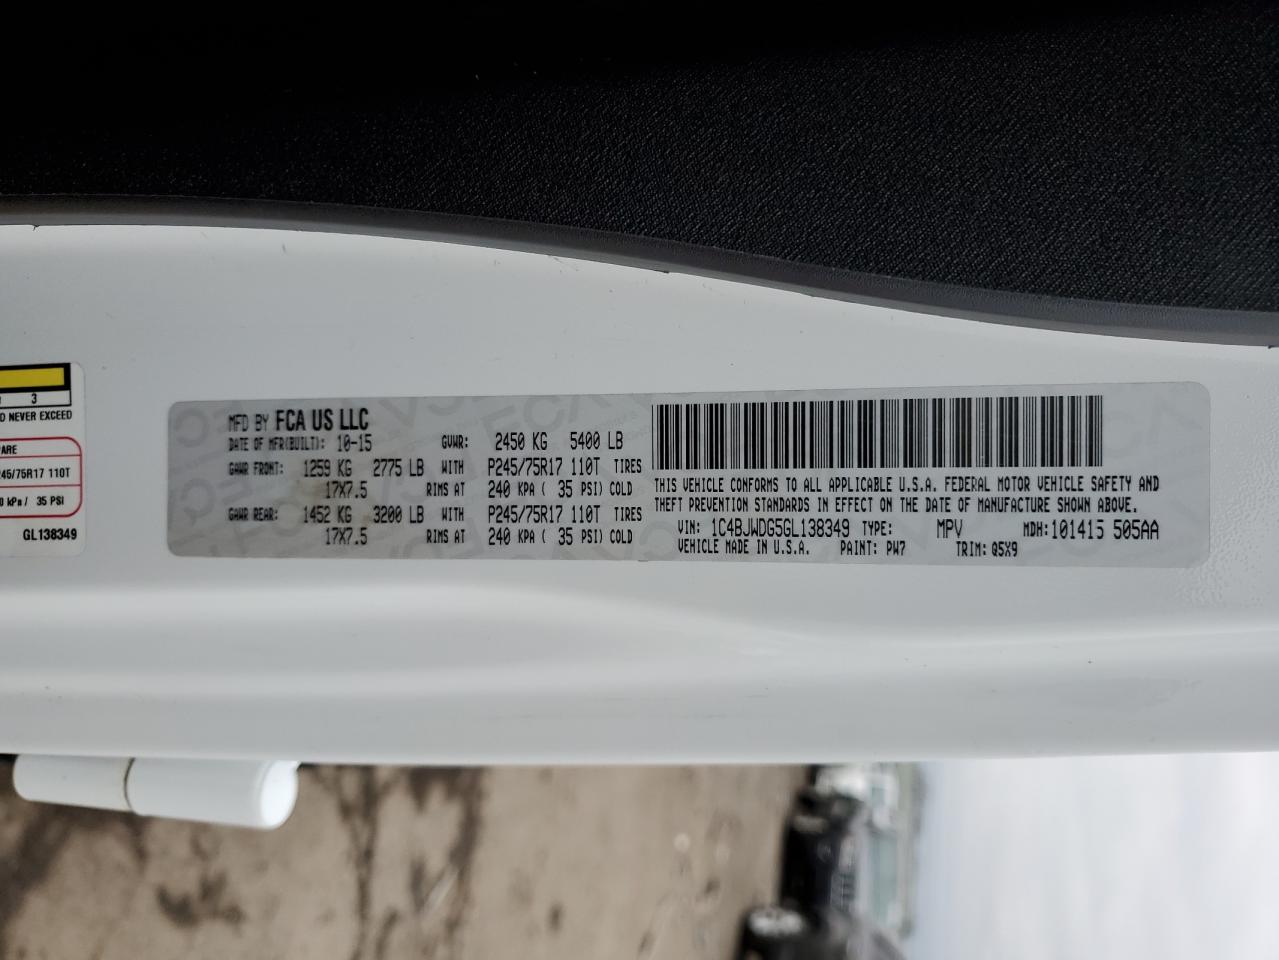 3
D NEVER EXCEED
ARE
245/75R17 110T
0 kPa/ 35 PSI
GL138349
MFD BY FCA US LLC
DATE OF MFR(BUILT): 10-15 GVWR: 2450 KG 5400 LB
GAWR FRONT: 1259 KG 2775 LB WITH P245/75R17 110T TIRES
17X7.5 RIMS AT 240 KPA ( 35 PSI) COLD
GAWR REAR: 1452 KG 3200 LB WITH P245/75R17 110T TIRES
17X7.5 RIMS AT 240 KPA ( 35 PSI) COLD
THIS VEHICLE CONFORMS TO ALL APPLICABLE U.S.A. FEDERAL MOTOR VEHICLE SAFETY AND
THEFT PREVENTION STANDARDS IN EFFECT ON THE DATE OF MANUFACTURE SHOWN ABOVE.
VIN: 1C4BJWDG5GL138349 TYPE: MPV MDH:101415 505AA
VEHICLE MADE IN U.S.A. PAINT: PW7 TRIM: Q5X9